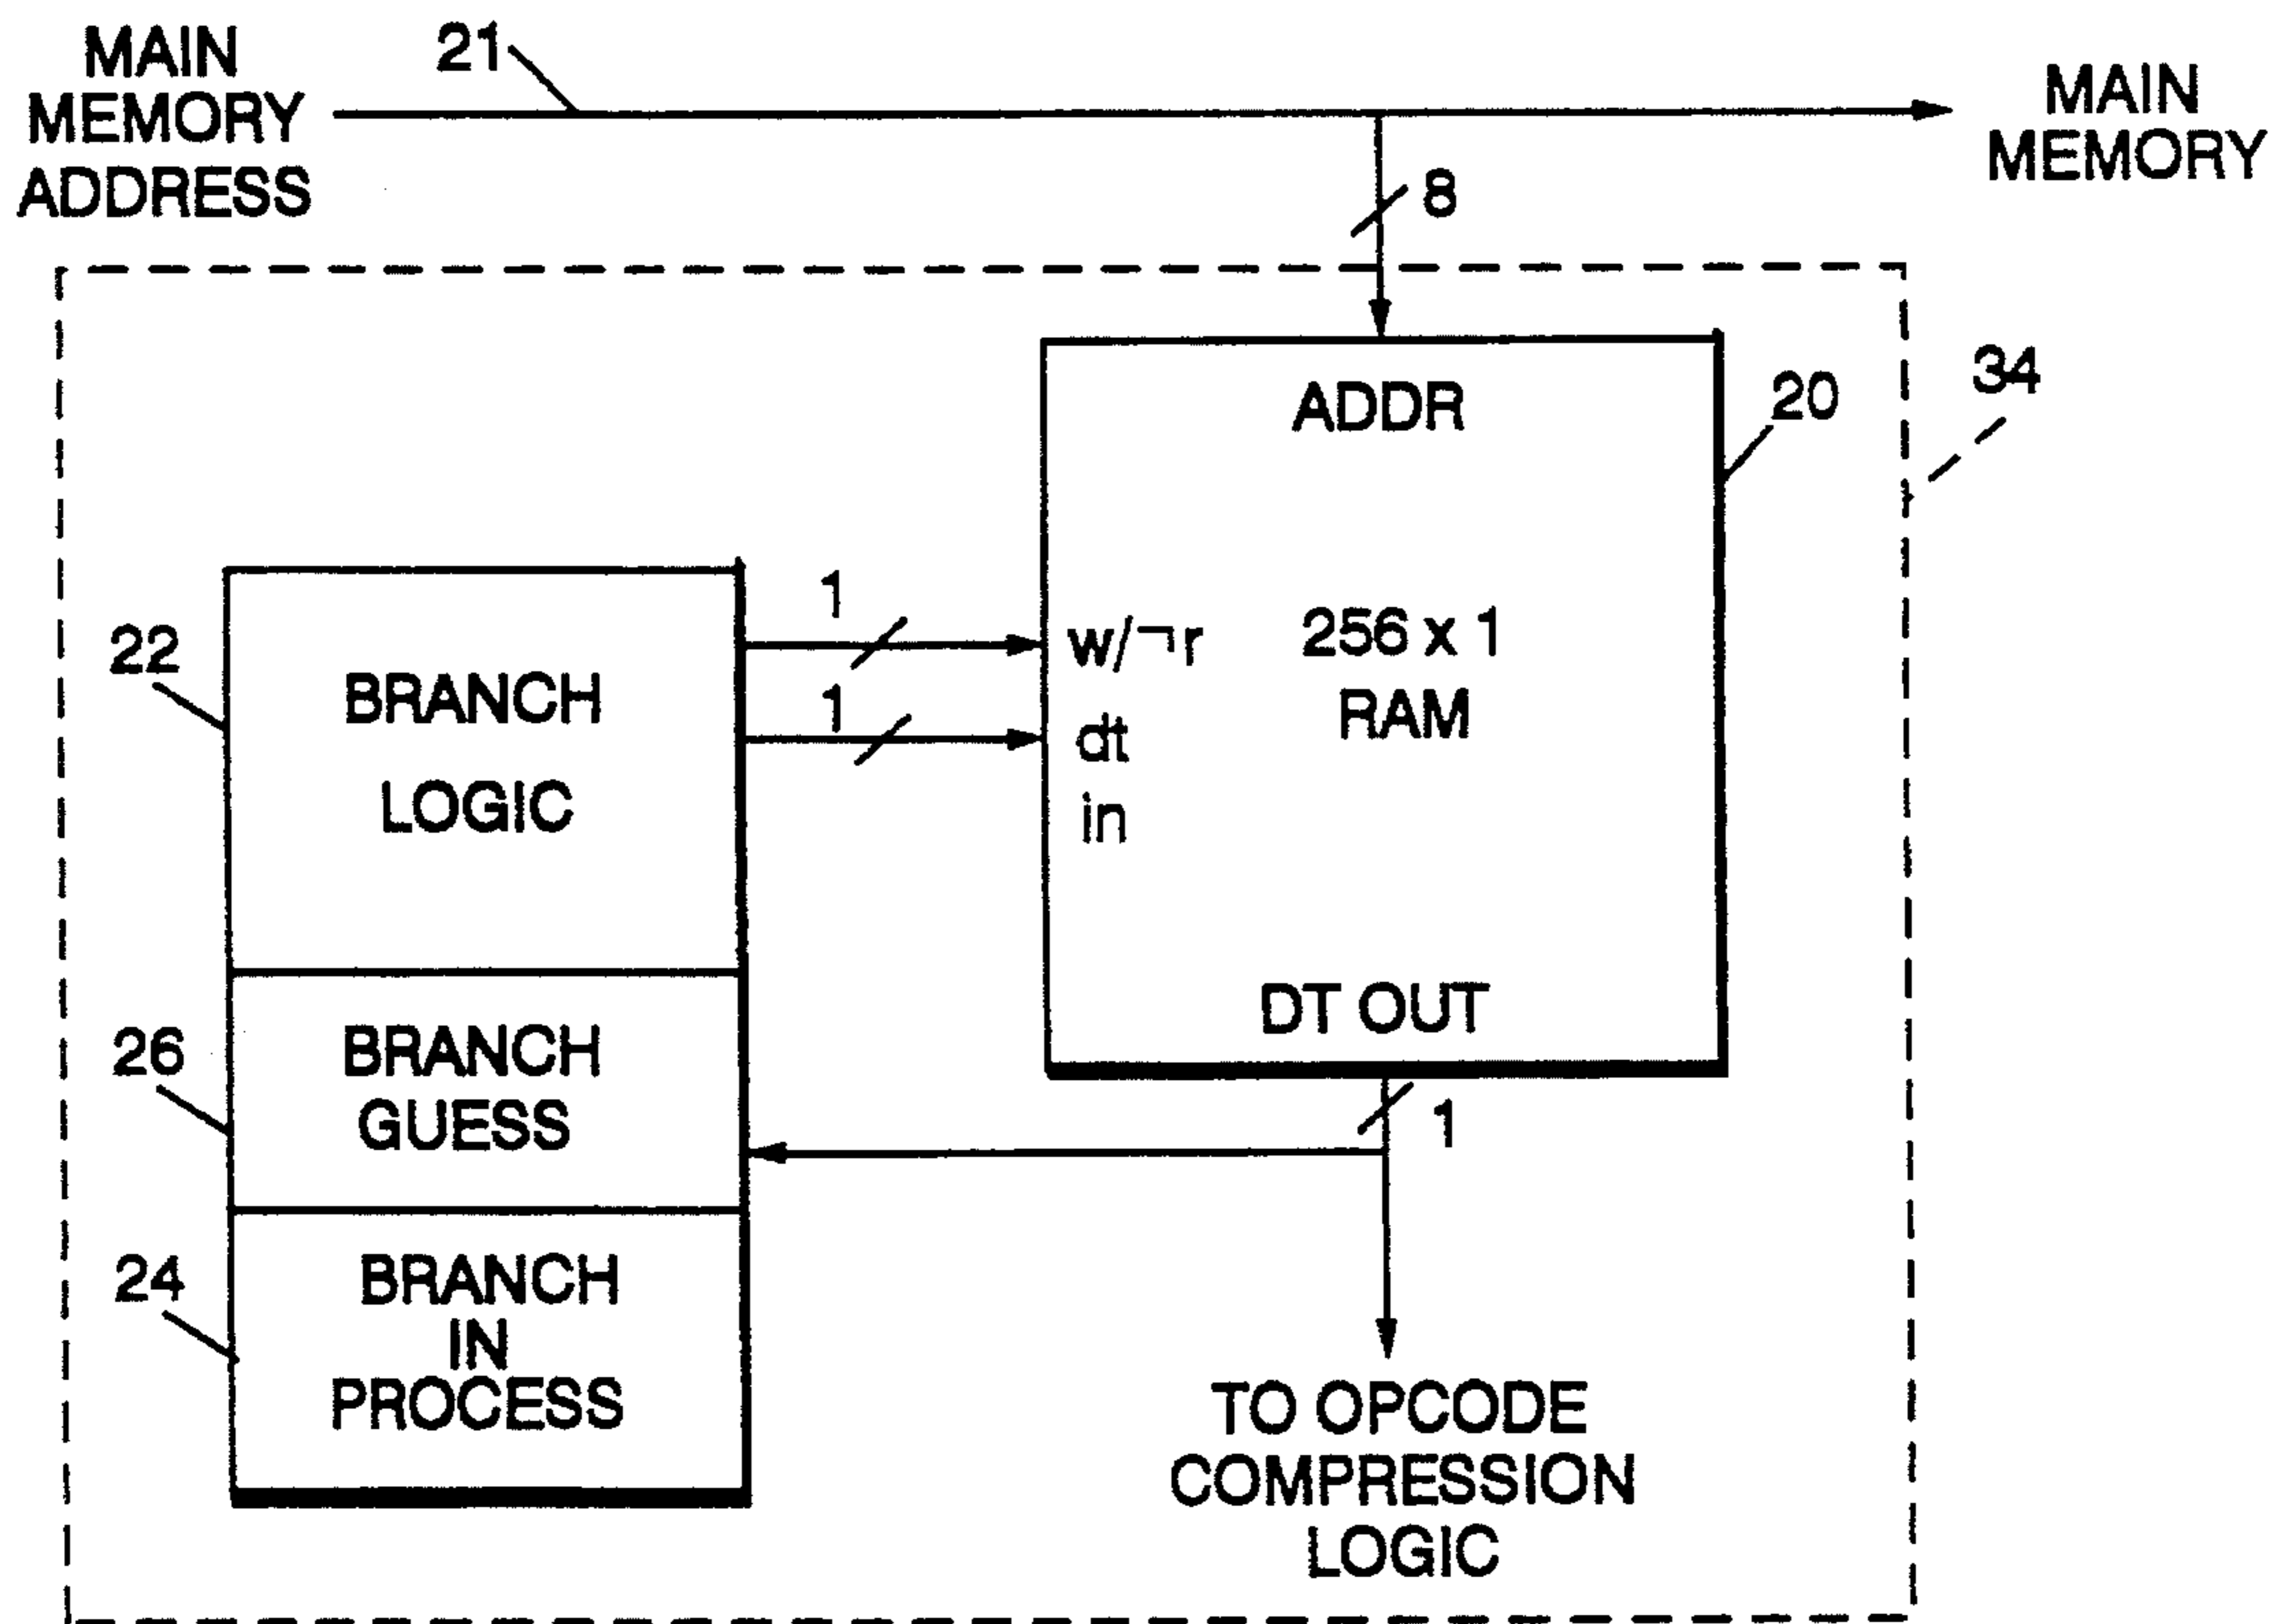 MAIN
MEMORY
ADDRESS
21
MAIN
MEMORY
8
34
20
ADDR
256 x 1
RAM
w/¬r
dt
in
DT OUT
1
1
22
BRANCH
LOGIC
26
BRANCH
GUESS
1
24
BRANCH
IN
PROCESS
TO OPCODE
COMPRESSION
LOGIC